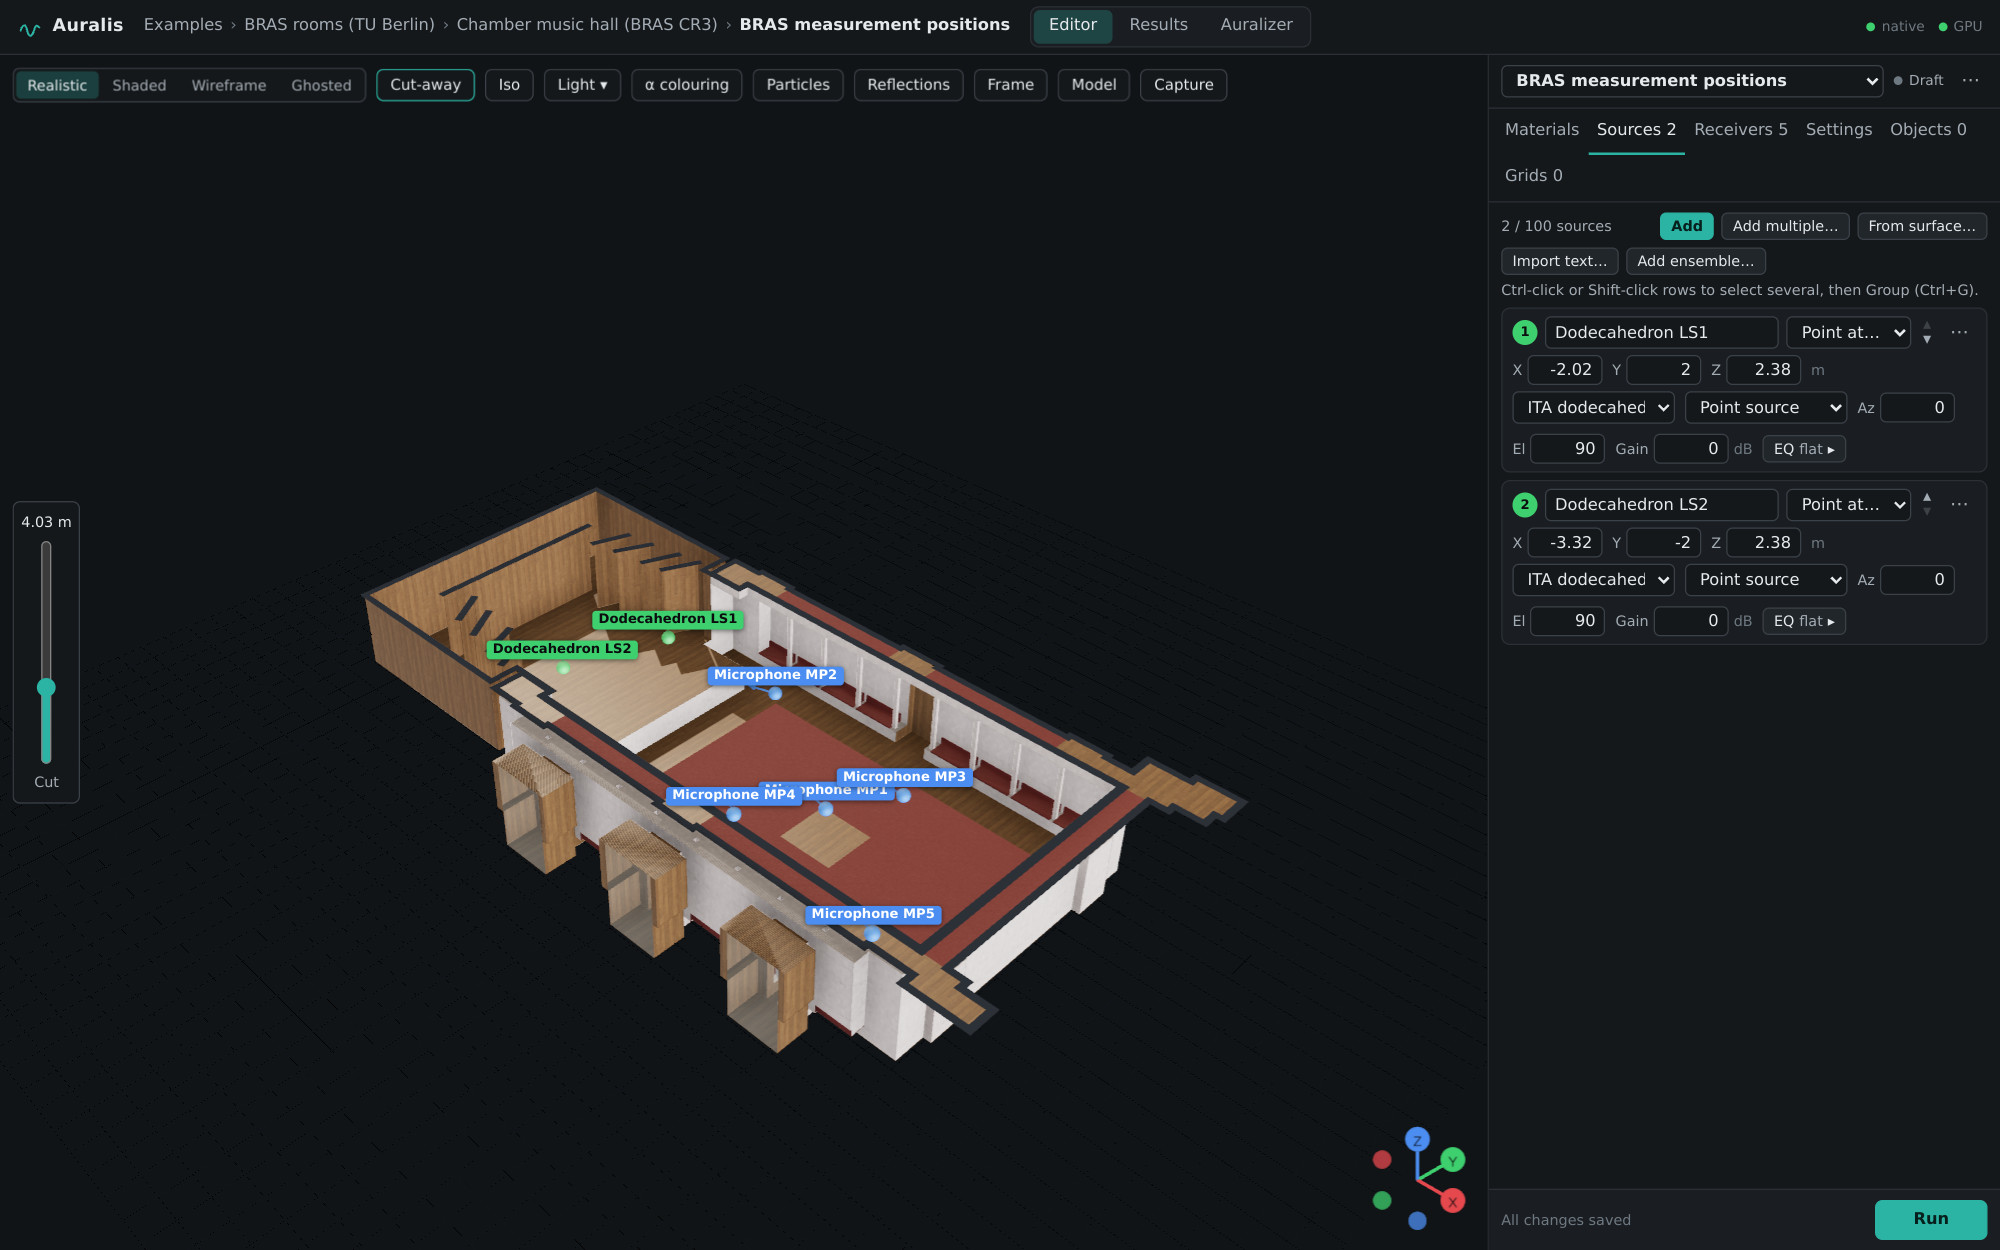 Auralis Examples › BRAS rooms (TU Berlin) › Chamber music hall (BRAS CR3) › BRAS measurement positions Editor Results Auralizer native GPU
Realistic Shaded Wireframe Ghosted Cut-away Iso Light ▾ α colouring Particles Reflections Frame Model Capture
4.03 m
Cut
Dodecahedron LS1
Dodecahedron LS2
Microphone MP2
Microphone MP3
Microphone MP1
Microphone MP4
Microphone MP5
Z
Y
X
BRAS measurement positions Draft ⋯
Materials Sources 2 Receivers 5 Settings Objects 0
Grids 0
2 / 100 sources Add Add multiple... From surface...
Import text... Add ensemble...
Ctrl-click or Shift-click rows to select several, then Group (Ctrl+G).
1 Dodecahedron LS1 Point at... ▲ ▼ ⋯
X -2.02 Y 2 Z 2.38 m
ITA dodecahed Point source Az 0
El 90 Gain 0 dB EQ flat ▸
2 Dodecahedron LS2 Point at... ▲ ▼ ⋯
X -3.32 Y -2 Z 2.38 m
ITA dodecahed Point source Az 0
El 90 Gain 0 dB EQ flat ▸
All changes saved Run